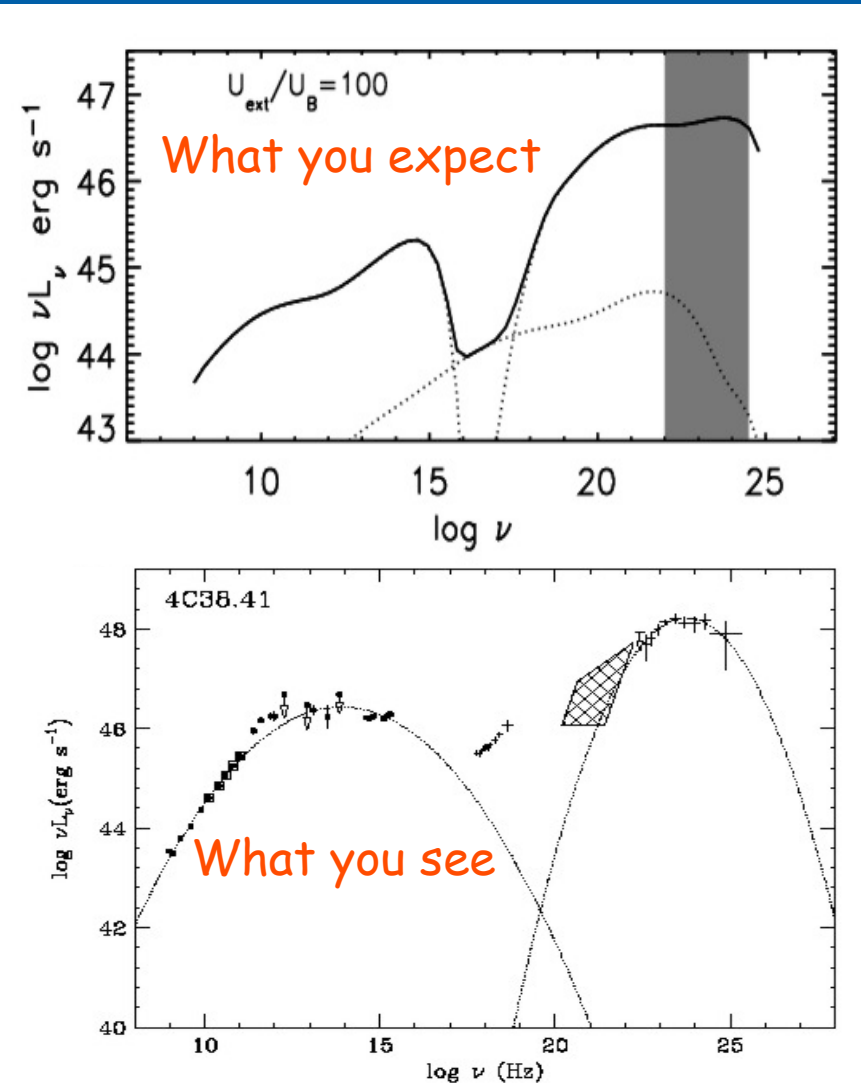 U_ext/U_B=100
What you expect
log νL_ν erg s⁻¹
47
46
45
44
43
10 15 20 25
log ν
4C38.41
What you see
log νL_ν(erg s⁻¹)
48
46
44
42
40
10 15 20 25
log ν (Hz)